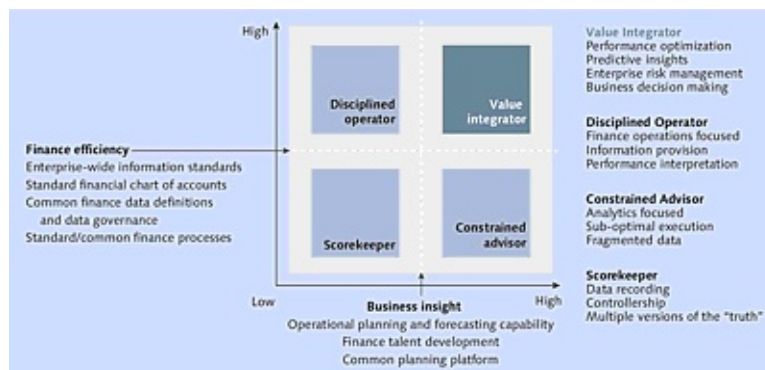 High
Disciplined
operator
Value
integrator
Scorekeeper
Constrained
advisor
Low
High
Finance efficiency
Enterprise-wide information standards
Standard financial chart of accounts
Common finance data definitions
and data governance
Standard/common finance processes
Business insight
Operational planning and forecasting capability
Finance talent development
Common planning platform
Value Integrator
Performance optimization
Predictive insights
Enterprise risk management
Business decision making
Disciplined Operator
Finance operations focused
Information provision
Performance interpretation
Constrained Advisor
Analytics focused
Sub-optimal execution
Fragmented data
Scorekeeper
Data recording
Controllership
Multiple versions of the “truth”